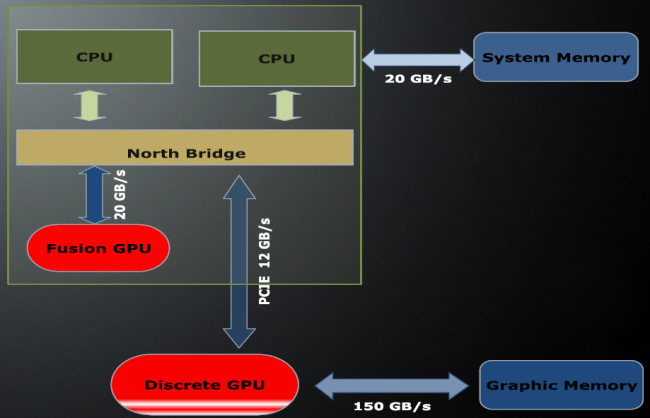 CPU
CPU
System Memory
20 GB/s
North Bridge
20 GB/s
Fusion GPU
PCIE 12 GB/s
Discrete GPU
Graphic Memory
150 GB/s